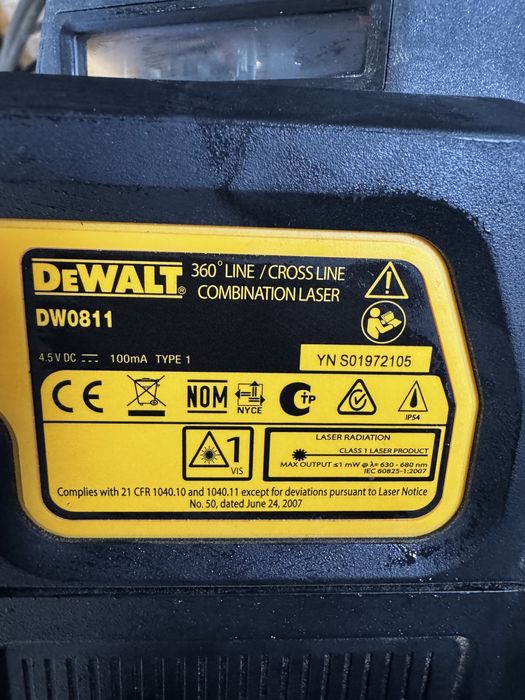 DEWALT® 360° LINE / CROSS LINE
COMBINATION LASER
DW0811
4.5 V DC ⎓ 100mA TYPE 1
YN S01972105
CE NOM NYCE TP IP54
1
VIS
LASER RADIATION
CLASS 1 LASER PRODUCT
MAX OUTPUT ≤1 mW @ λ= 630 - 680 nm
IEC 60825-1:2007
Complies with 21 CFR 1040.10 and 1040.11 except for deviations pursuant to Laser Notice
No. 50, dated June 24, 2007